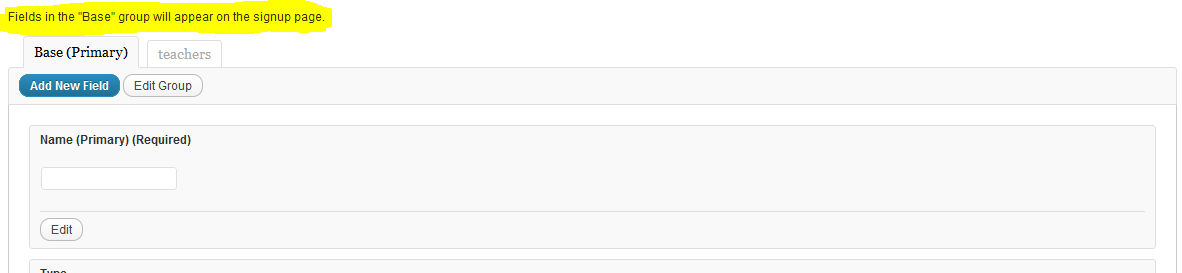 Fields in the "Base" group will appear on the signup page.
Base (Primary) teachers
Add New Field Edit Group
Name (Primary) (Required)
Edit
Type